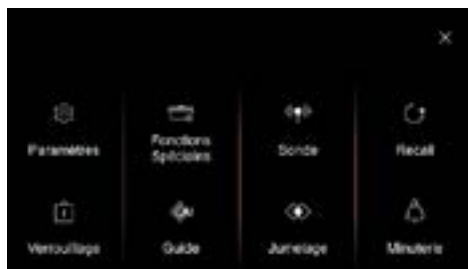 Paramètres
Fonctions
Spéciales
Sonde
Recall
Verrouillage
Guide
Jumelage
Minuterie